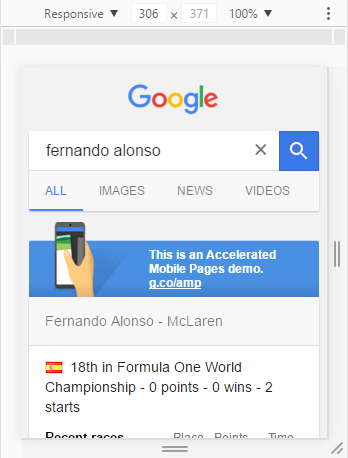 Responsive ▼ 306 × 371 100% ▼
Google
fernando alonso
ALL IMAGES NEWS VIDEOS
This is an Accelerated
Mobile Pages demo.
g.co/amp
Fernando Alonso - McLaren
18th in Formula One World
Championship - 0 points - 0 wins - 2
starts
Recent races Place Points Time